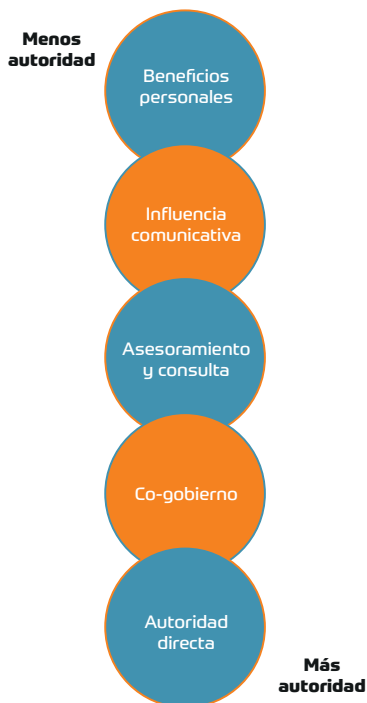 Menos
autoridad
Beneficios
personales
Influencia
comunicativa
Asesoramiento
y consulta
Co-gobierno
Autoridad
directa
Más
autoridad